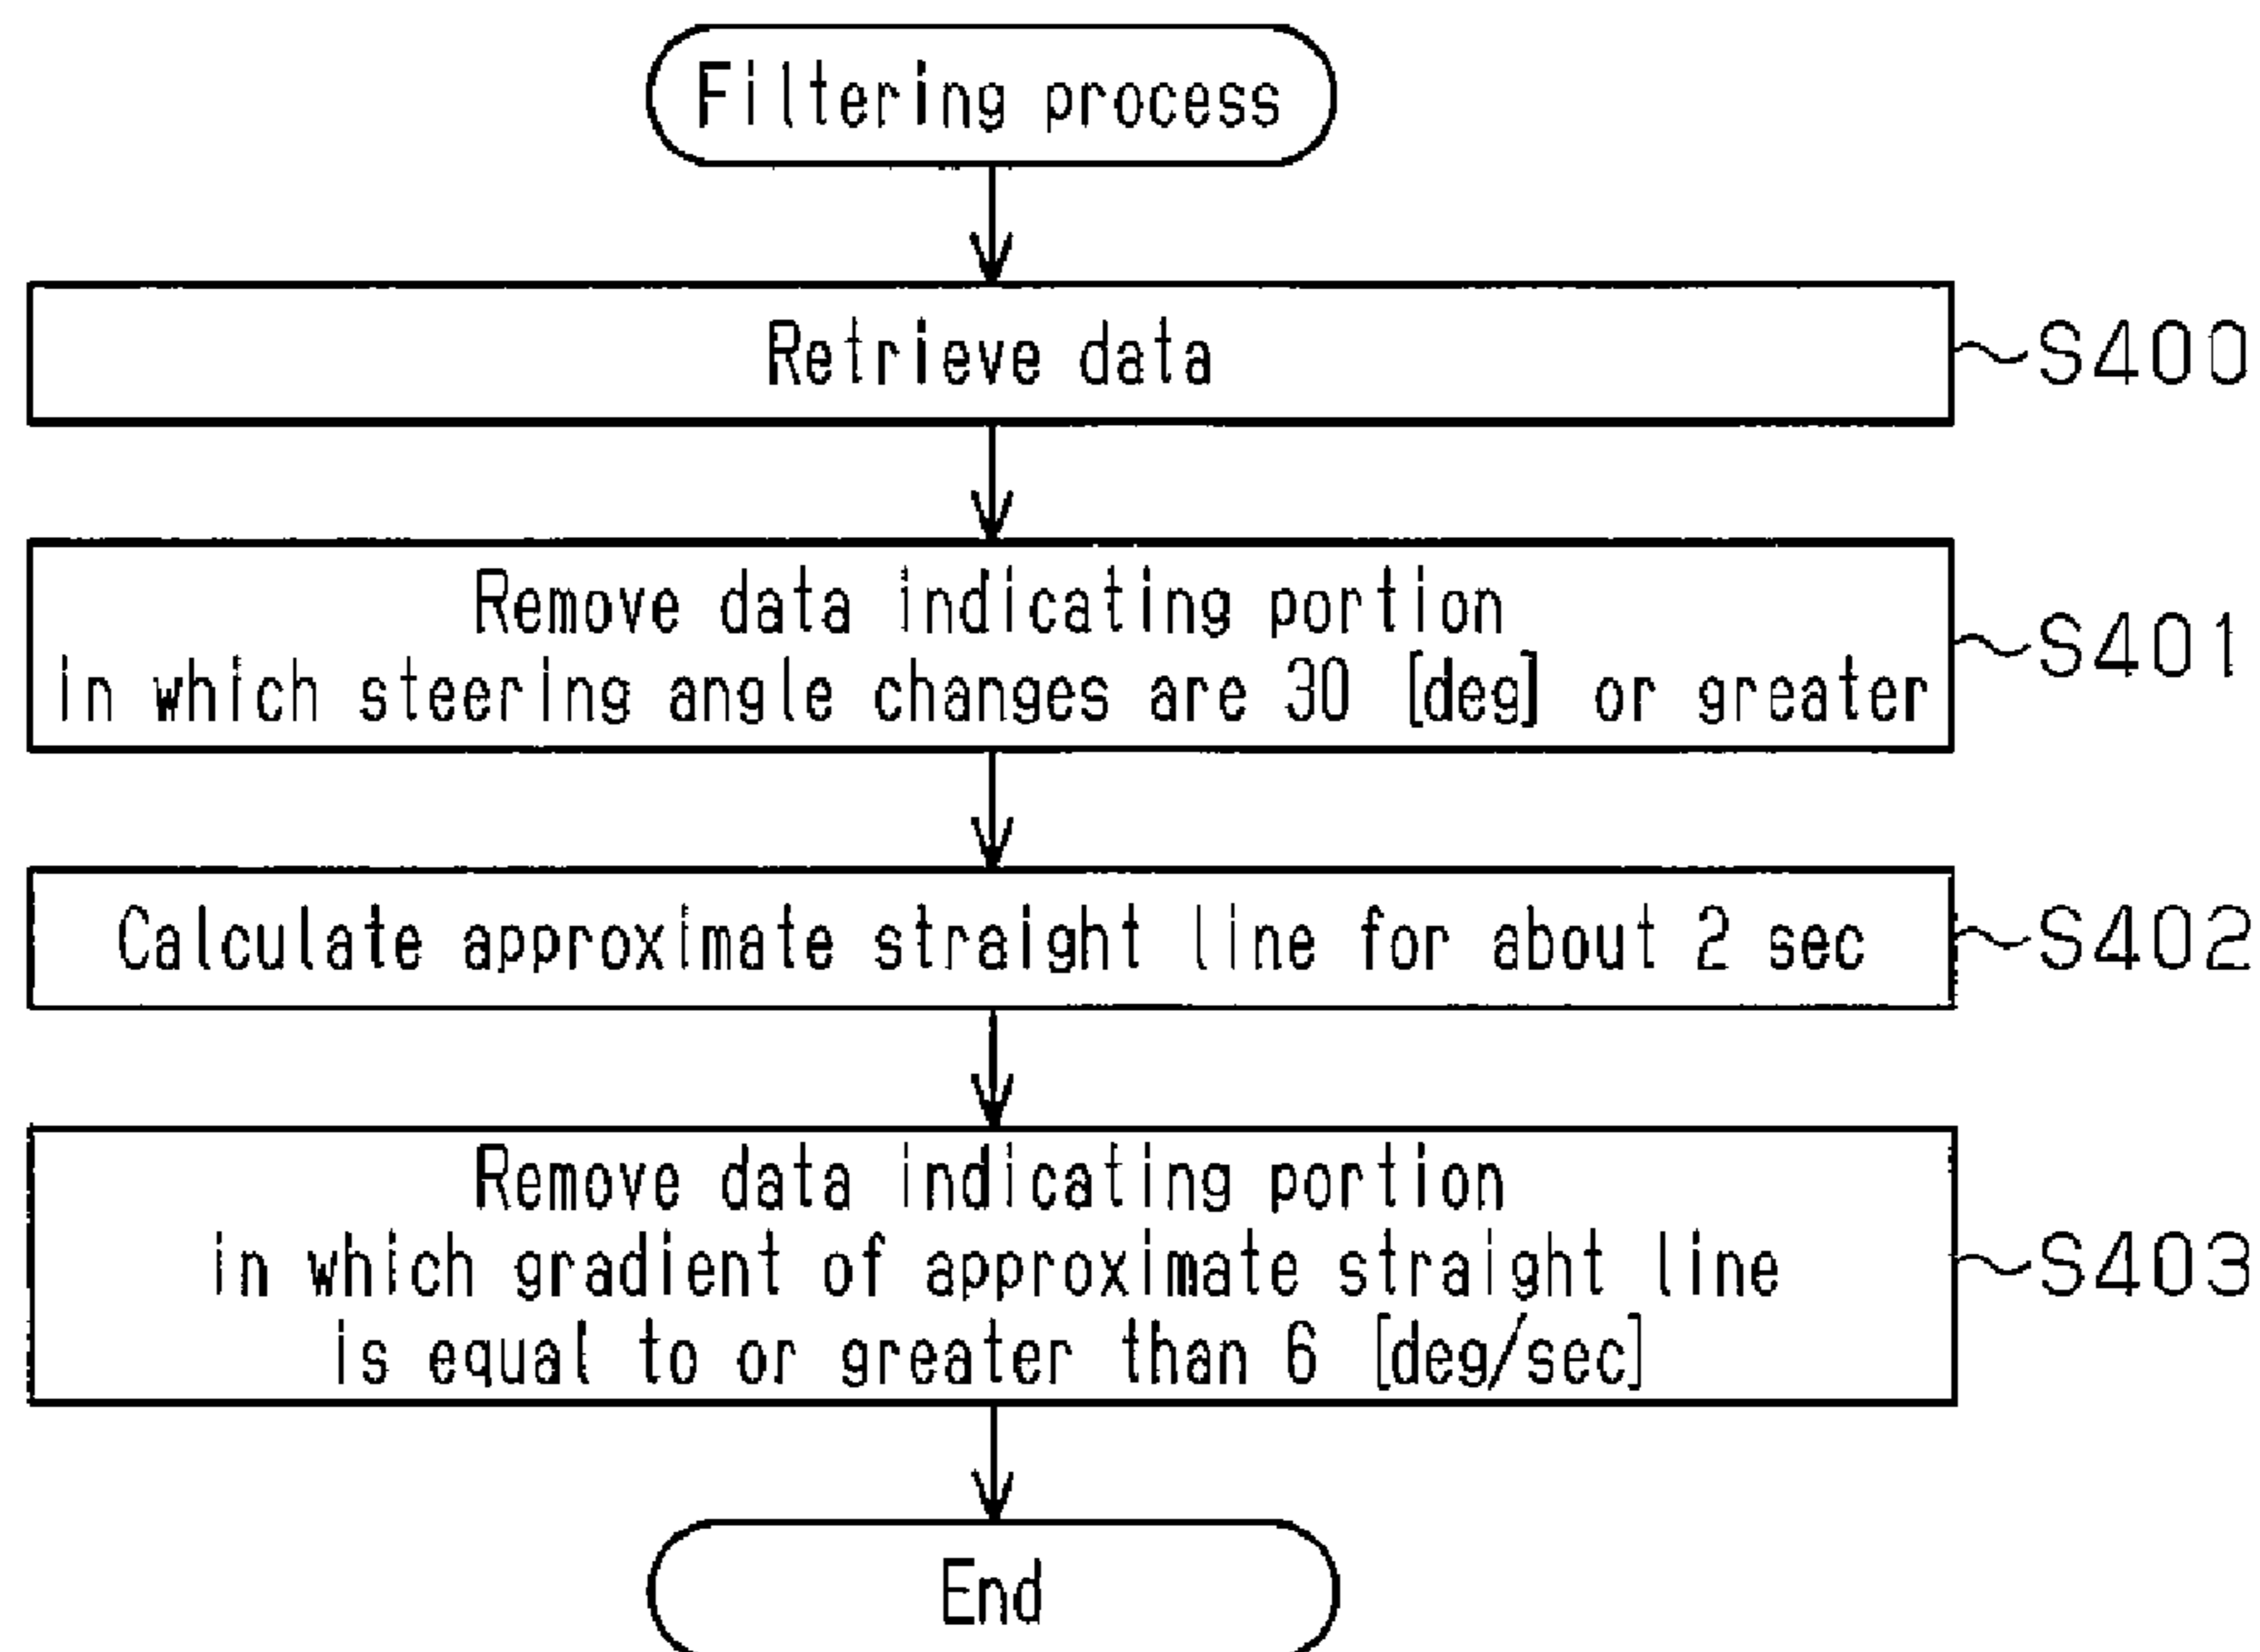 Filtering process
Retrieve data
S400
Remove data indicating portion
in which steering angle changes are 30 [deg] or greater
S401
Calculate approximate straight line for about 2 sec
S402
Remove data indicating portion
in which gradient of approximate straight line
is equal to or greater than 6 [deg/sec]
S403
End